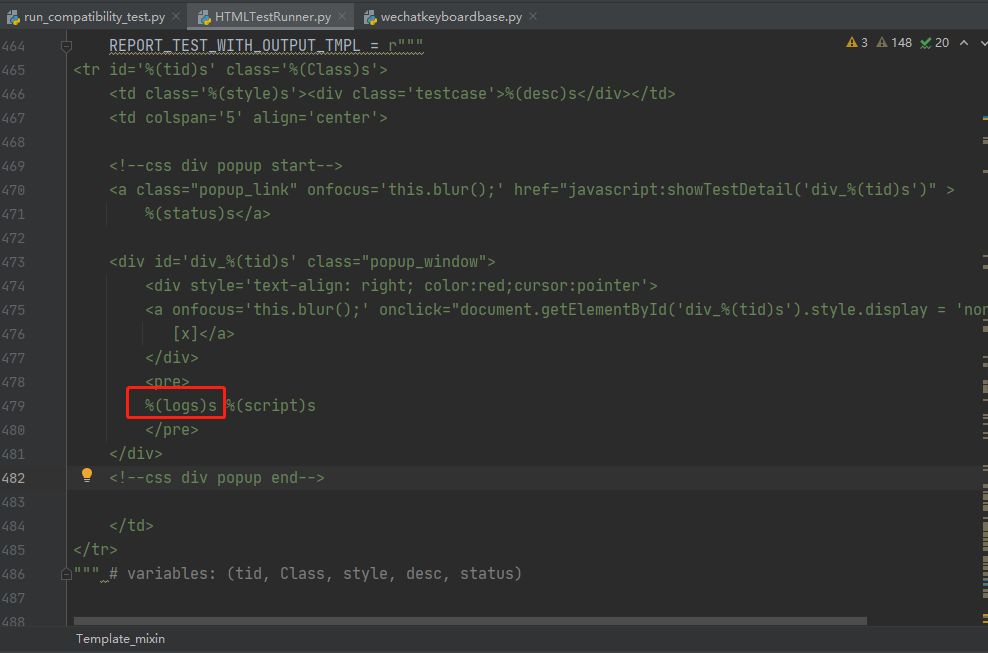 run_compatibility_test.py HTMLTestRunner.py wechatkeyboardbase.py
464 REPORT_TEST_WITH_OUTPUT_TMPL = r""" 3 148 20
465 <tr id='%(tid)s' class='%(Class)s'>
466 <td class='%(style)s'><div class='testcase'>%(desc)s</div></td>
467 <td colspan='5' align='center'>
468
469 <!--css div popup start-->
470 <a class="popup_link" onfocus='this.blur();' href="javascript:showTestDetail('div_%(tid)s')" >
471 %(status)s</a>
472
473 <div id='div_%(tid)s' class="popup_window">
474 <div style='text-align: right; color:red;cursor:pointer'>
475 <a onfocus='this.blur();' onclick="document.getElementById('div_%(tid)s').style.display = 'non
476 [x]</a>
477 </div>
478 <pre>
479 %(logs)s %(script)s
480 </pre>
481 </div>
482 <!--css div popup end-->
483
484 </td>
485 </tr>
486 """ # variables: (tid, Class, style, desc, status)
487
488
Template_mixin